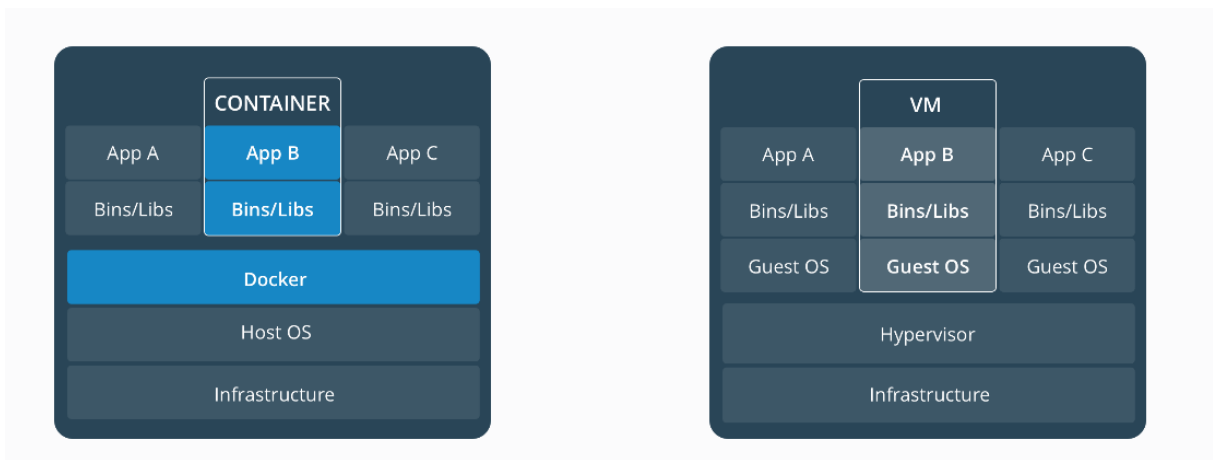 CONTAINER
App A App B App C
Bins/Libs Bins/Libs Bins/Libs
Docker
Host OS
Infrastructure
VM
App A App B App C
Bins/Libs Bins/Libs Bins/Libs
Guest OS Guest OS Guest OS
Hypervisor
Infrastructure